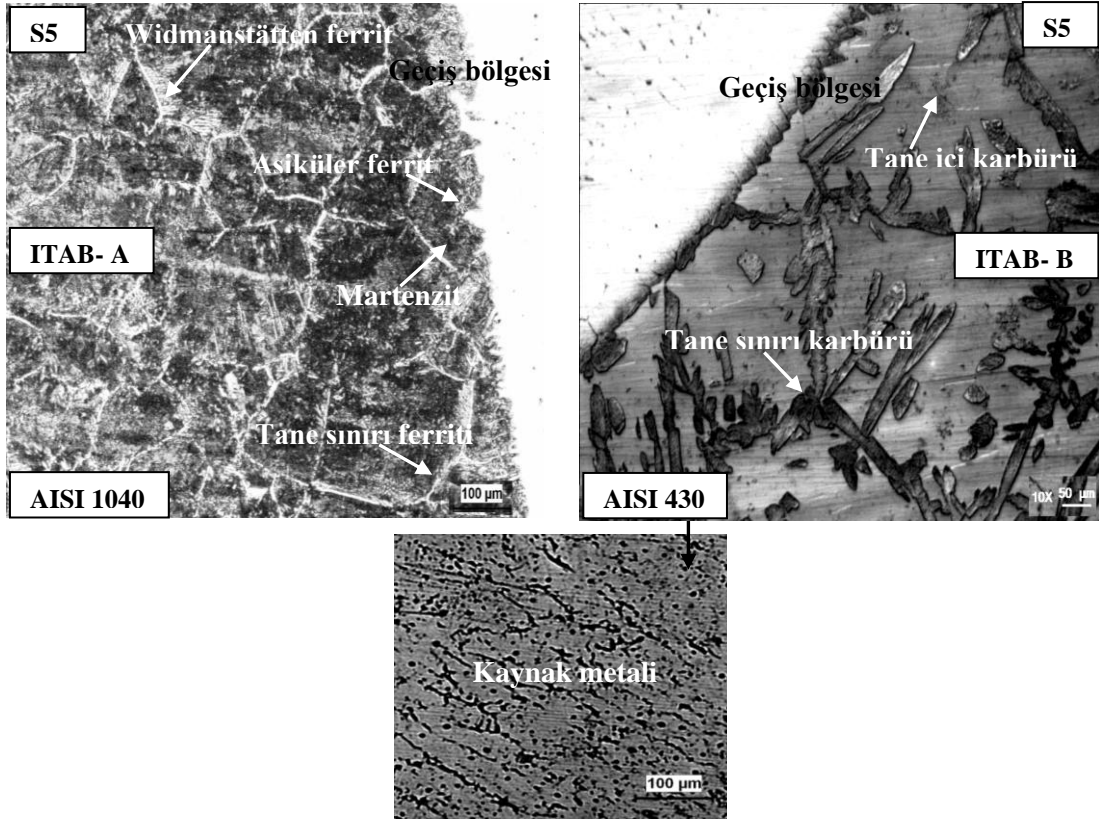 S5
Widmanstätten ferrit
Geçiş bölgesi
Asiküler ferrit
ITAB- A
Martenzit
Tane sınırı ferriti
AISI 1040
100 µm
S5
Geçiş bölgesi
Tane içi karbürü
ITAB- B
Tane sınırı karbürü
AISI 430
10X 50 µm
Kaynak metali
100 µm